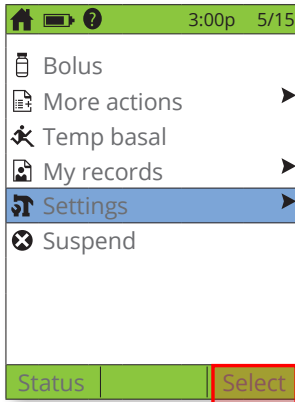 ? 3:00p 5/15
Bolus
More actions
Temp basal
My records
Settings
Suspend
Status Select